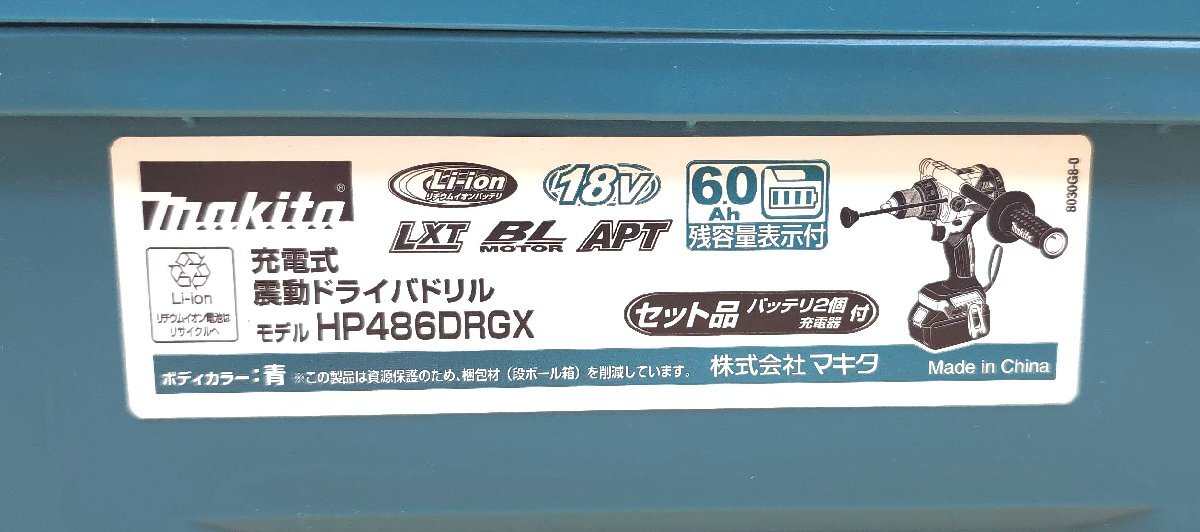 makita®
Li-ion
リチウムイオンバッテリ
18V
6.0
Ah
残容量表示付
LXT
BL
MOTOR
APT
Li-ion
リチウムイオン電池は
リサイクルへ
充電式
震動ドライバドリル
モデル HP486DRGX
セット品 バッテリ2個
充電器 付
ボディカラー:青 ※この製品は資源保護のため、梱包材(段ボール箱)を削減しています。 株式会社マキタ Made in China
8030G8-0